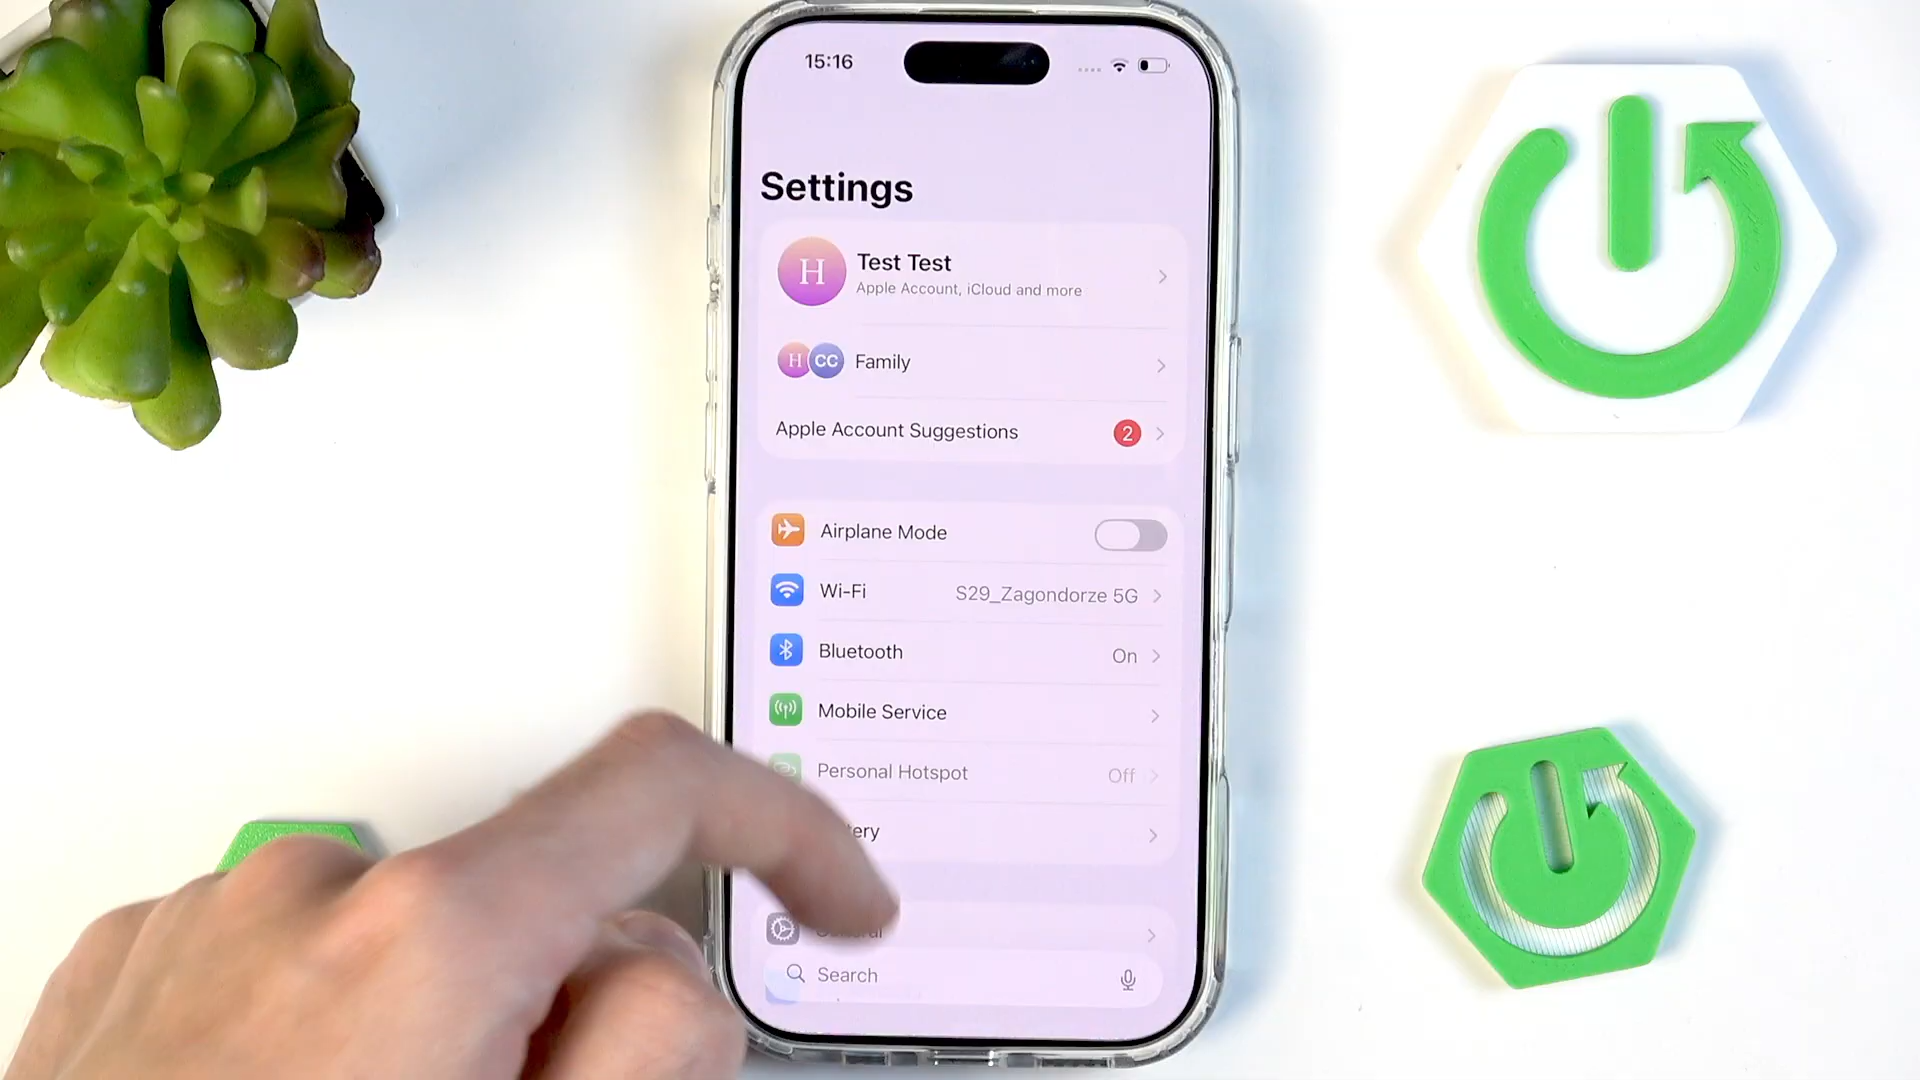 15:16
Settings
H
Test Test
Apple Account, iCloud and more
H CC Family
Apple Account Suggestions 2
Airplane Mode
Wi-Fi S29_Zagondorze 5G
Bluetooth On
Mobile Service
Personal Hotspot Off
Search